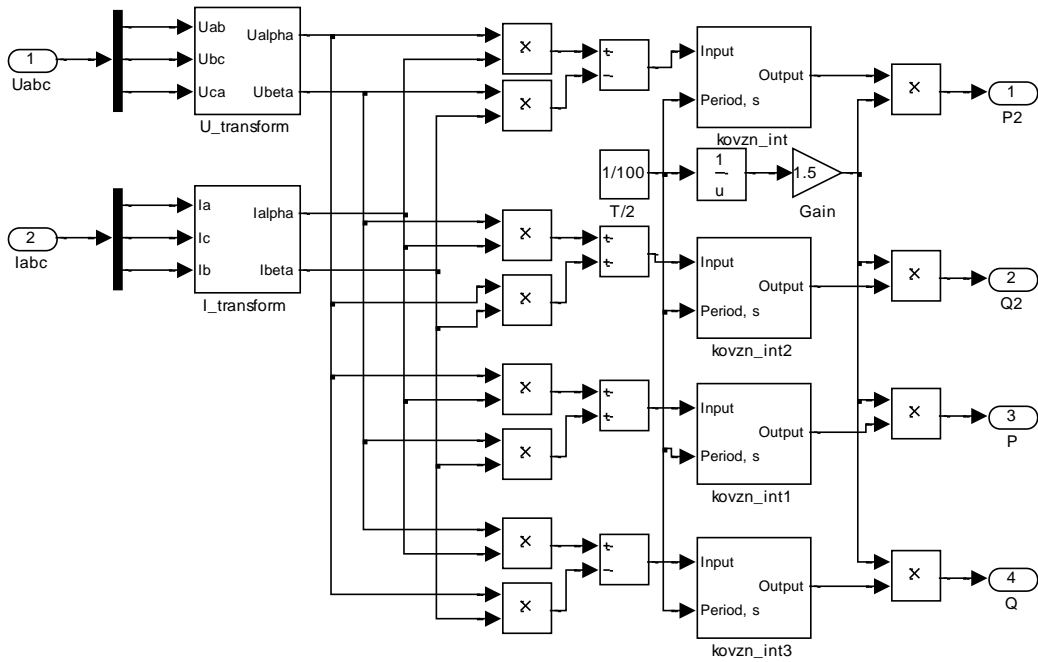 1
Uabc
Uab
Ubc
Uca
Ualpha
Ubeta
U_transform
2
Iabc
Ia
Ic
Ib
Ialpha
Ibeta
I_transform
×
×
+
−
Input
Period, s
Output
kovzn_int
×
1
P2
1/100
T/2
1
u
1.5
Gain
×
×
+
+
Input
Period, s
Output
kovzn_int2
×
2
Q2
×
×
+
+
Input
Period, s
Output
kovzn_int1
×
3
P
×
×
+
−
Input
Period, s
Output
kovzn_int3
×
4
Q